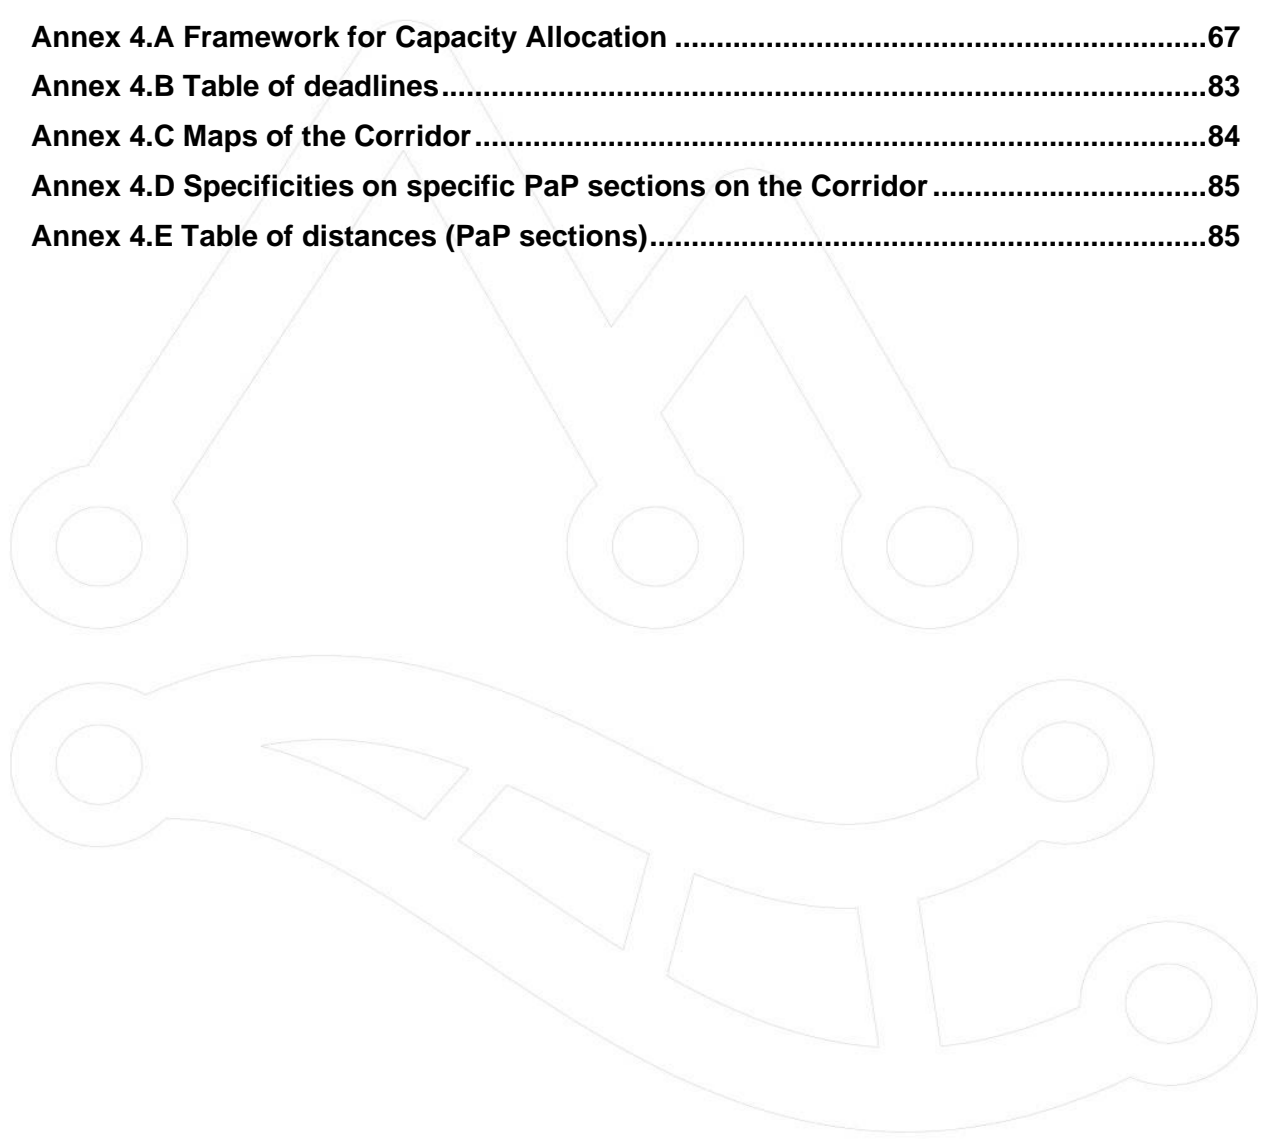 Annex 4.A Framework for Capacity Allocation ................................................................67
Annex 4.B Table of deadlines............................................................................................83
Annex 4.C Maps of the Corridor........................................................................................84
Annex 4.D Specificities on specific PaP sections on the Corridor.................................85
Annex 4.E Table of distances (PaP sections)...................................................................85